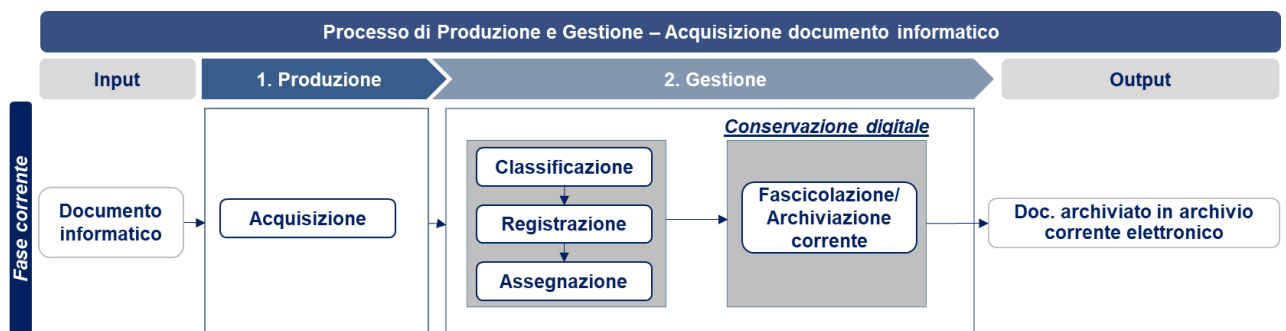 Processo di Produzione e Gestione – Acquisizione documento informatico
Input
1. Produzione
2. Gestione
Output
Fase corrente
Documento
informatico
Acquisizione
Classificazione
Registrazione
Assegnazione
Conservazione digitale
Fascicolazione/
Archiviazione
corrente
Doc. archiviato in archivio
corrente elettronico